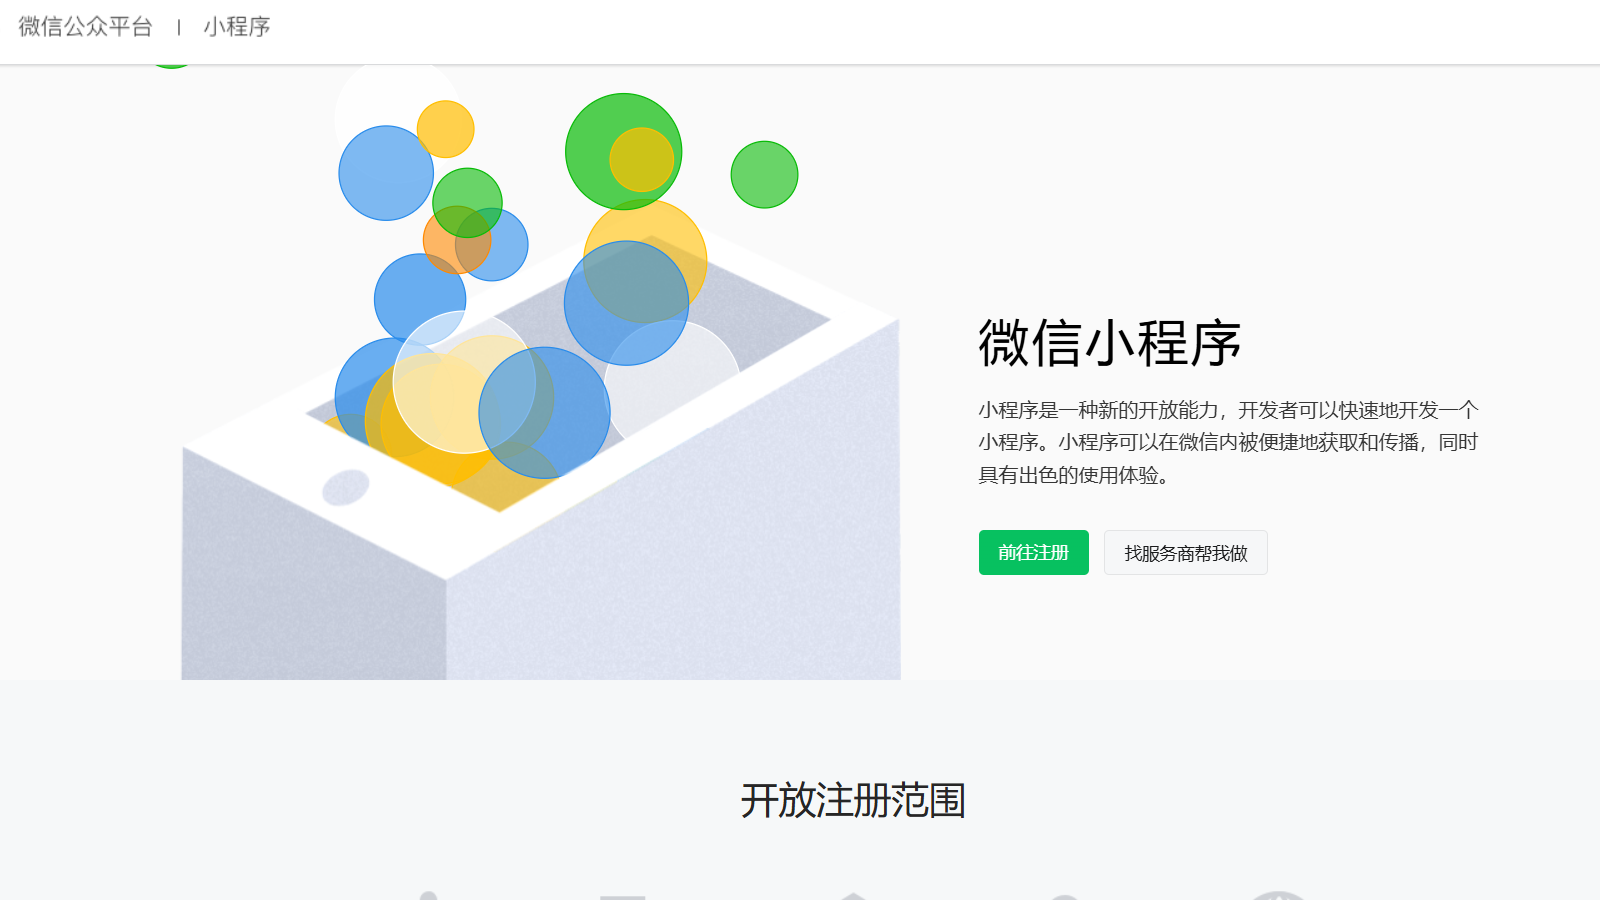 微信公众平台 | 小程序
微信小程序
小程序是一种新的开放能力，开发者可以快速地开发一个
小程序。小程序可以在微信内被便捷地获取和传播，同时
具有出色的使用体验。
前往注册 找服务商帮我做
开放注册范围